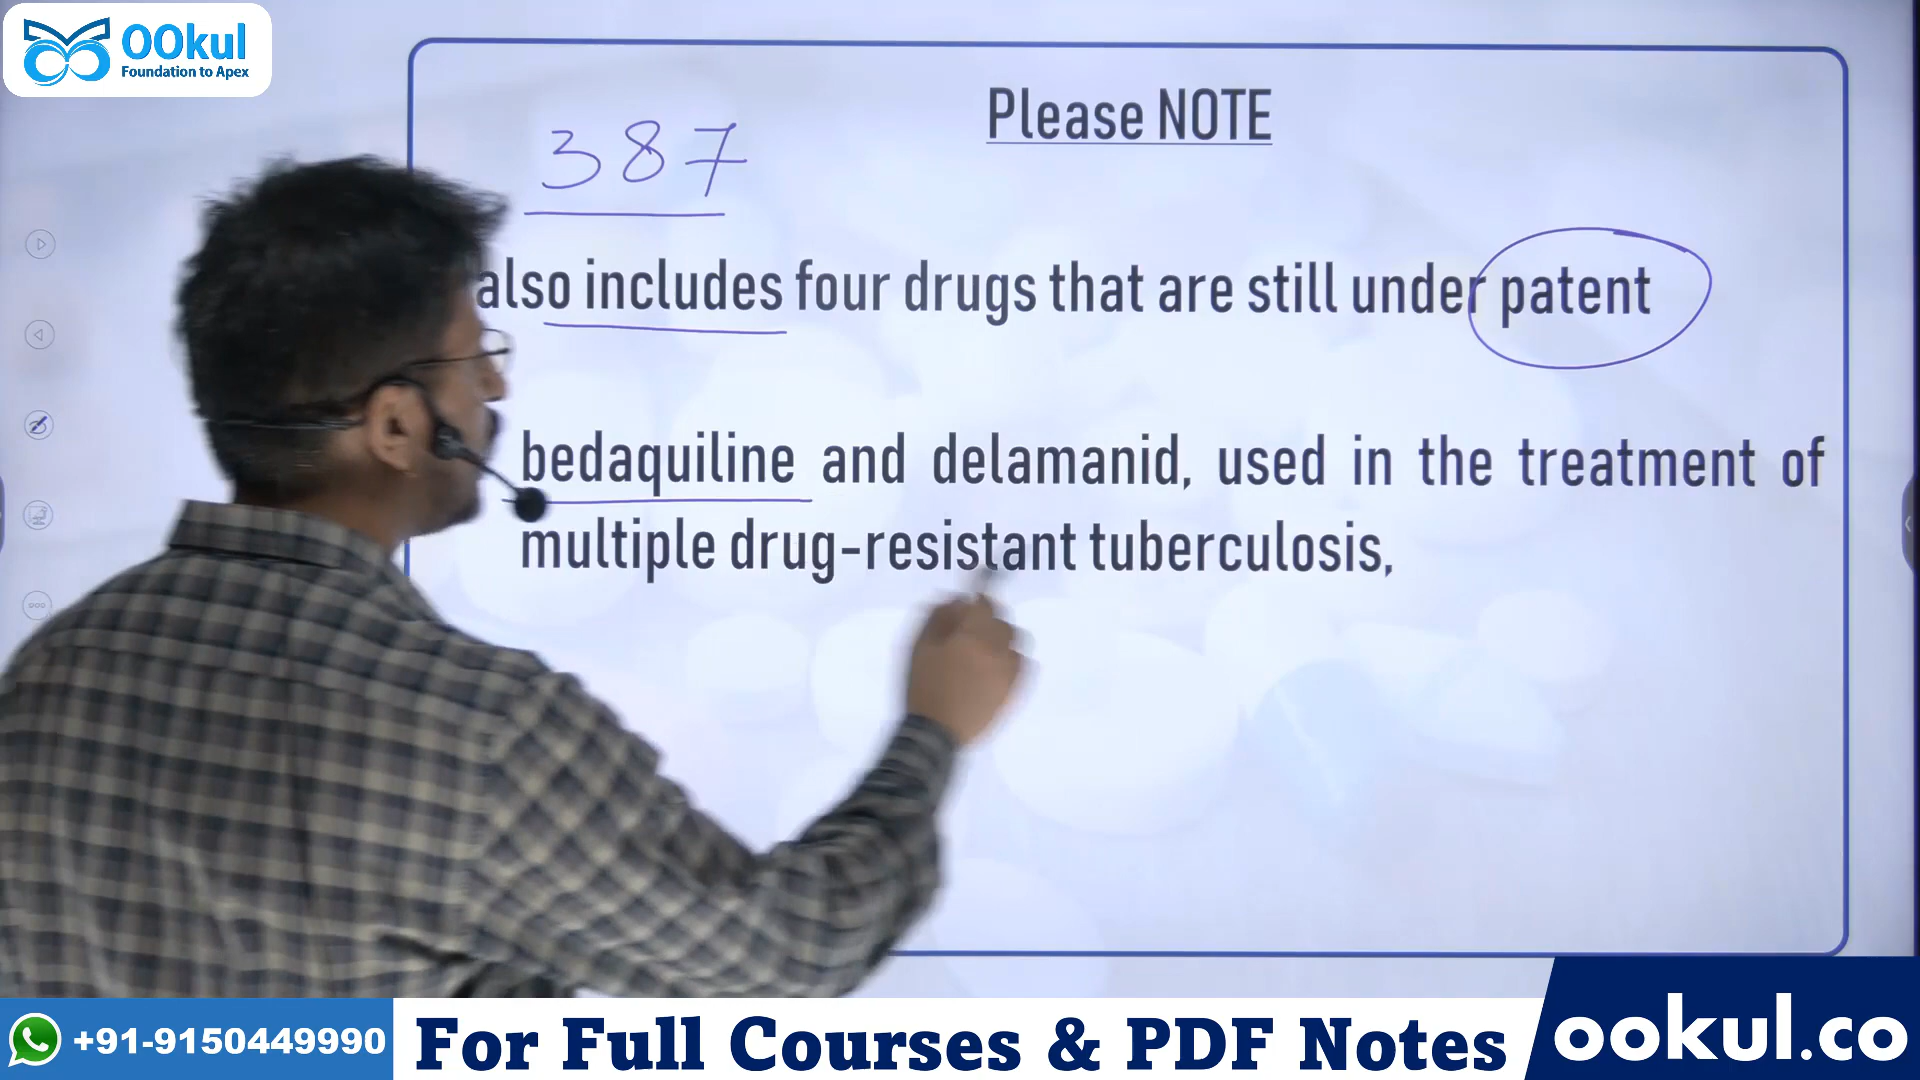 OOkul
Foundation to Apex
Please NOTE
387
also includes four drugs that are still under patent
bedaquiline and delamanid, used in the treatment of
multiple drug-resistant tuberculosis,
+91-9150449990
For Full Courses & PDF Notes
ookul.co